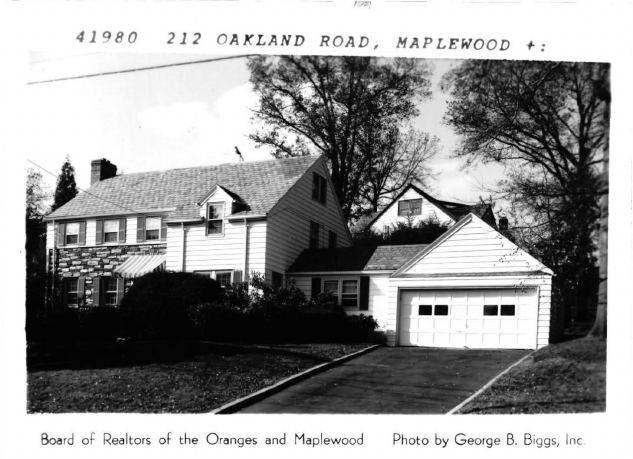 41980 212 OAKLAND ROAD, MAPLEWOOD +:
Board of Realtors of the Oranges and Maplewood Photo by George B. Biggs, Inc.